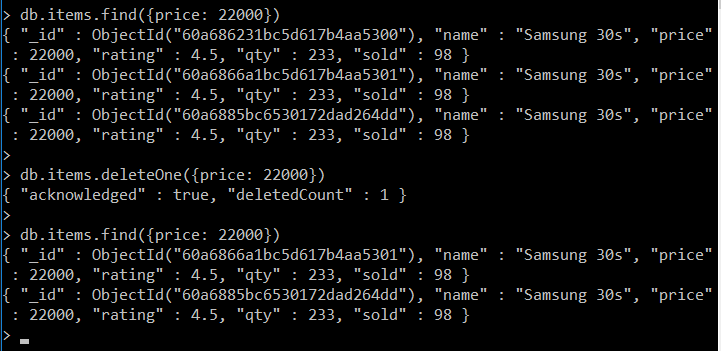 > db.items.find({price: 22000})
{ "_id" : ObjectId("60a686231bc5d617b4aa5300"), "name" : "Samsung 30s", "price"
 : 22000, "rating" : 4.5, "qty" : 233, "sold" : 98 }
{ "_id" : ObjectId("60a6866a1bc5d617b4aa5301"), "name" : "Samsung 30s", "price"
 : 22000, "rating" : 4.5, "qty" : 233, "sold" : 98 }
{ "_id" : ObjectId("60a6885bc6530172dad264dd"), "name" : "Samsung 30s", "price"
 : 22000, "rating" : 4.5, "qty" : 233, "sold" : 98 }
>
> db.items.deleteOne({price: 22000})
{ "acknowledged" : true, "deletedCount" : 1 }
>
> db.items.find({price: 22000})
{ "_id" : ObjectId("60a6866a1bc5d617b4aa5301"), "name" : "Samsung 30s", "price"
 : 22000, "rating" : 4.5, "qty" : 233, "sold" : 98 }
{ "_id" : ObjectId("60a6885bc6530172dad264dd"), "name" : "Samsung 30s", "price"
 : 22000, "rating" : 4.5, "qty" : 233, "sold" : 98 }
>